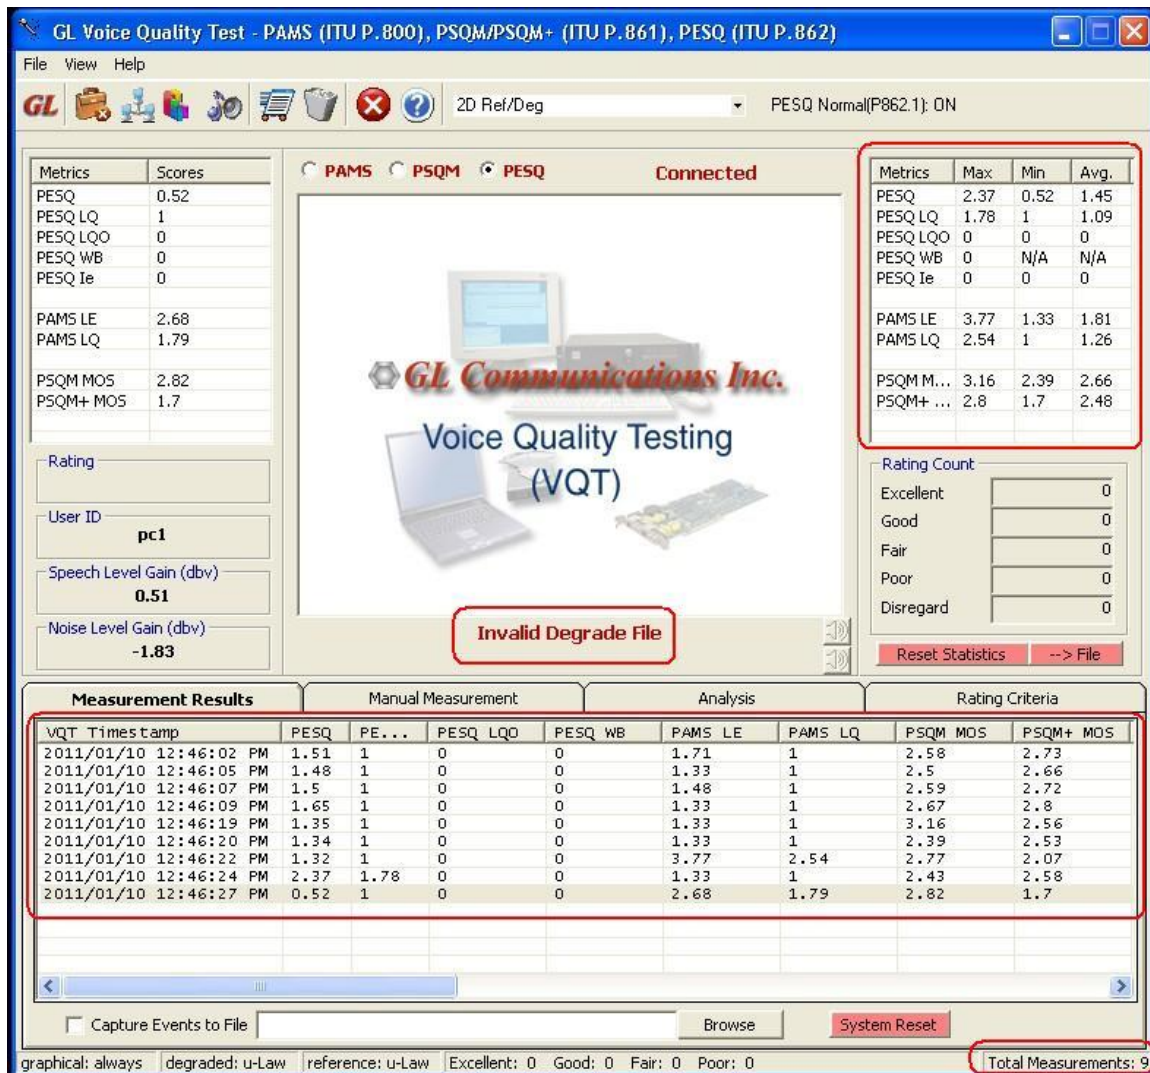 GL Voice Quality Test - PAMS (ITU P.800), PSQM/PSQM+ (ITU P.861), PESQ (ITU P.862)
File View Help
GL 2D Ref/Deg PESQ Normal(P862.1): ON
Metrics Scores
PESQ 0.52
PESQ LQ 1
PESQ LQO 0
PESQ WB 0
PESQ Ie 0
PAMS LE 2.68
PAMS LQ 1.79
PSQM MOS 2.82
PSQM+ MOS 1.7
Rating
User ID
pc1
Speech Level Gain (dbv)
0.51
Noise Level Gain (dbv)
-1.83
PAMS PSQM PESQ Connected
GL Communications Inc.
Voice Quality Testing
(VQT)
Invalid Degrade File
Metrics Max Min Avg.
PESQ 2.37 0.52 1.45
PESQ LQ 1.78 1 1.09
PESQ LQO 0 0 0
PESQ WB 0 N/A N/A
PESQ Ie 0 0 0
PAMS LE 3.77 1.33 1.81
PAMS LQ 2.54 1 1.26
PSQM M... 3.16 2.39 2.66
PSQM+ ... 2.8 1.7 2.48
Rating Count
Excellent 0
Good 0
Fair 0
Poor 0
Disregard 0
Reset Statistics --> File
Measurement Results Manual Measurement Analysis Rating Criteria
VQT Timestamp PESQ PE... PESQ LQO PESQ WB PAMS LE PAMS LQ PSQM MOS PSQM+ MOS
2011/01/10 12:46:02 PM 1.51 1 0 0 1.71 1 2.58 2.73
2011/01/10 12:46:05 PM 1.48 1 0 0 1.33 1 2.5 2.66
2011/01/10 12:46:07 PM 1.5 1 0 0 1.48 1 2.59 2.72
2011/01/10 12:46:09 PM 1.65 1 0 0 1.33 1 2.67 2.8
2011/01/10 12:46:19 PM 1.35 1 0 0 1.33 1 3.16 2.56
2011/01/10 12:46:20 PM 1.34 1 0 0 1.33 1 2.39 2.53
2011/01/10 12:46:22 PM 1.32 1 0 0 3.77 2.54 2.77 2.07
2011/01/10 12:46:24 PM 2.37 1.78 0 0 1.33 1 2.43 2.58
2011/01/10 12:46:27 PM 0.52 1 0 0 2.68 1.79 2.82 1.7
Capture Events to File Browse System Reset
graphical: always degraded: u-Law reference: u-Law Excellent: 0 Good: 0 Fair: 0 Poor: 0 Total Measurements: 9